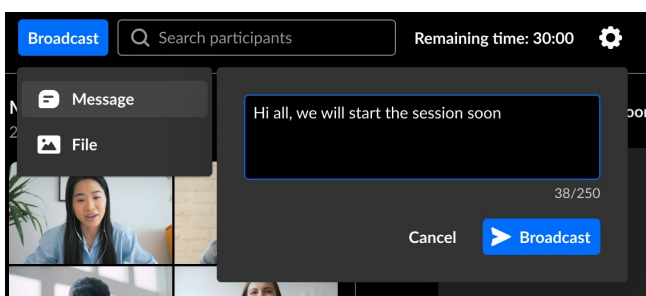 Broadcast
Search participants
Remaining time: 30:00
Message
File
Hi all, we will start the session soon
38/250
Cancel
Broadcast